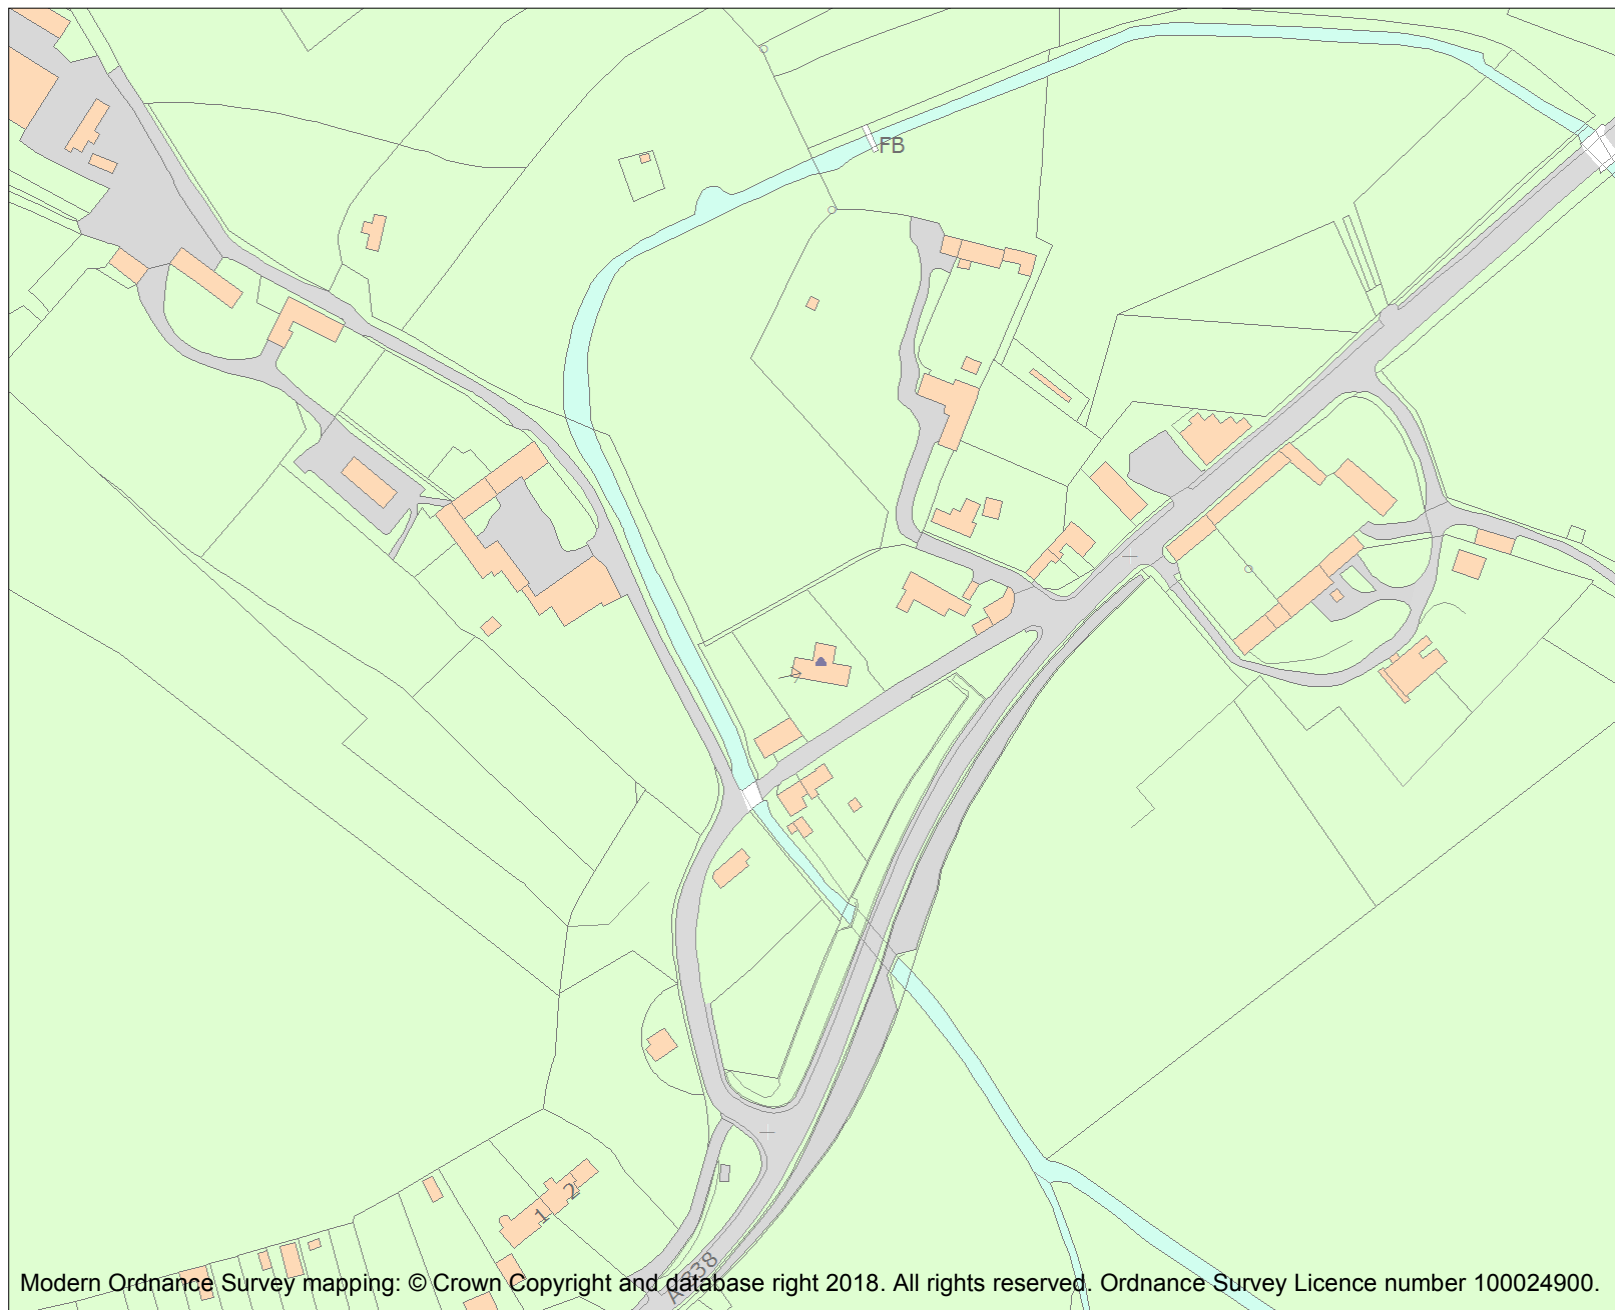 FB
2
1
A338
Modern Ordnance Survey mapping: © Crown Copyright and database right 2018. All rights reserved. Ordnance Survey Licence number 100024900.